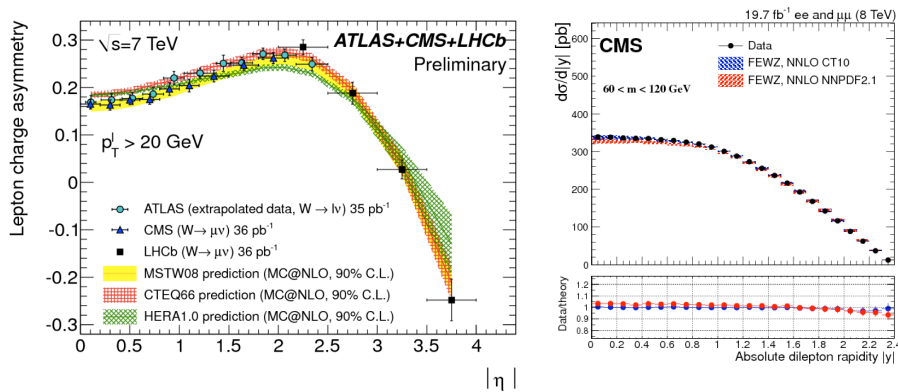 √s=7 TeV
ATLAS+CMS+LHCb
Preliminary
p_T^l > 20 GeV
Lepton charge asymmetry
0.3
0.2
0.1
0
-0.1
-0.2
-0.3
ATLAS (extrapolated data, W → lν) 35 pb⁻¹
CMS (W→ μν) 36 pb⁻¹
LHCb (W→ μν) 36 pb⁻¹
MSTW08 prediction (MC@NLO, 90% C.L.)
CTEQ66 prediction (MC@NLO, 90% C.L.)
HERA1.0 prediction (MC@NLO, 90% C.L.)
0 0.5 1 1.5 2 2.5 3 3.5 4
|η|
19.7 fb⁻¹ ee and μμ (8 TeV)
CMS
Data
FEWZ, NNLO CT10
FEWZ, NNLO NNPDF2.1
60 < m < 120 GeV
dσ/d|y| [pb]
600
500
400
300
200
100
0
Data/theory
1.2
1.1
1
0.9
0.8
0 0.2 0.4 0.6 0.8 1 1.2 1.4 1.6 1.8 2 2.2 2.4
Absolute dilepton rapidity |y|